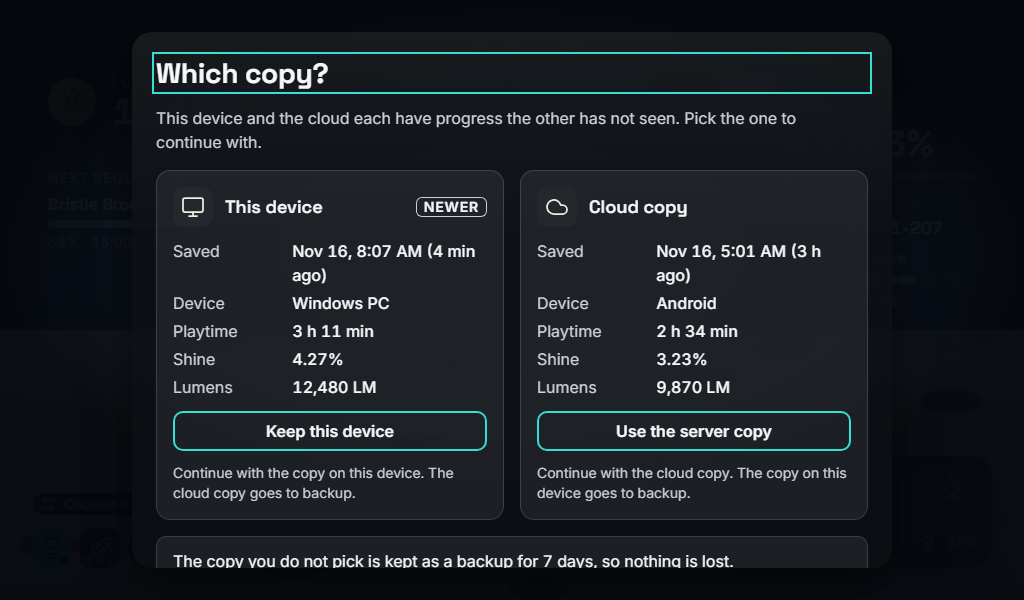 Which copy?
This device and the cloud each have progress the other has not seen. Pick the one to
continue with.
This device
NEWER
Saved
Nov 16, 8:07 AM (4 min
ago)
Device
Windows PC
Playtime
3 h 11 min
Shine
4.27%
Lumens
12,480 LM
Keep this device
Continue with the copy on this device. The
cloud copy goes to backup.
Cloud copy
Saved
Nov 16, 5:01 AM (3 h
ago)
Device
Android
Playtime
2 h 34 min
Shine
3.23%
Lumens
9,870 LM
Use the server copy
Continue with the cloud copy. The copy on this
device goes to backup.
The copy you do not pick is kept as a backup for 7 days, so nothing is lost.